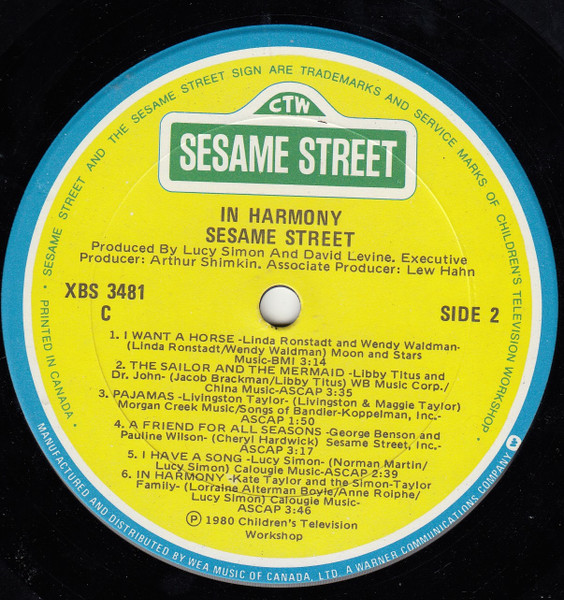 SESAME STREET AND THE SESAME STREET SIGN ARE TRADEMARKS AND SERVICE MARKS OF CHILDREN'S TELEVISION WORKSHOP •
CTW
SESAME STREET
IN HARMONY
SESAME STREET
Produced By Lucy Simon And David Levine. Executive
Producer: Arthur Shimkin. Associate Producer: Lew Hahn
XBS 3481
C
SIDE 2
1. I WANT A HORSE -Linda Ronstadt and Wendy Waldman-
(Linda Ronstadt/Wendy Waldman) Moon and Stars
Music-BMI 3:14
2. THE SAILOR AND THE MERMAID -Libby Titus and
Dr. John- (Jacob Brackman/Libby Titus) WB Music Corp./
China Music-ASCAP 3:35
3. PAJAMAS -Livingston Taylor- (Livingston & Maggie Taylor)
Morgan Creek Music/Songs of Bandler-Koppelman, Inc.-
ASCAP 1:50
4. A FRIEND FOR ALL SEASONS -George Benson and
Pauline Wilson- (Cheryl Hardwick) Sesame Street, Inc.-
ASCAP 3:17
5. I HAVE A SONG -Lucy Simon- (Norman Martin/
Lucy Simon) Calougie Music-ASCAP 2:39
6. IN HARMONY -Kate Taylor and the Simon-Taylor
Family- (Lorraine Alterman Boyle/Anne Roiphe/
Lucy Simon) Calougie Music-
ASCAP 3:46
Ⓟ 1980 Children's Television
Workshop
• PRINTED IN CANADA •
MANUFACTURED AND DISTRIBUTED BY WEA MUSIC OF CANADA, LTD. A WARNER COMMUNICATIONS COMPANY